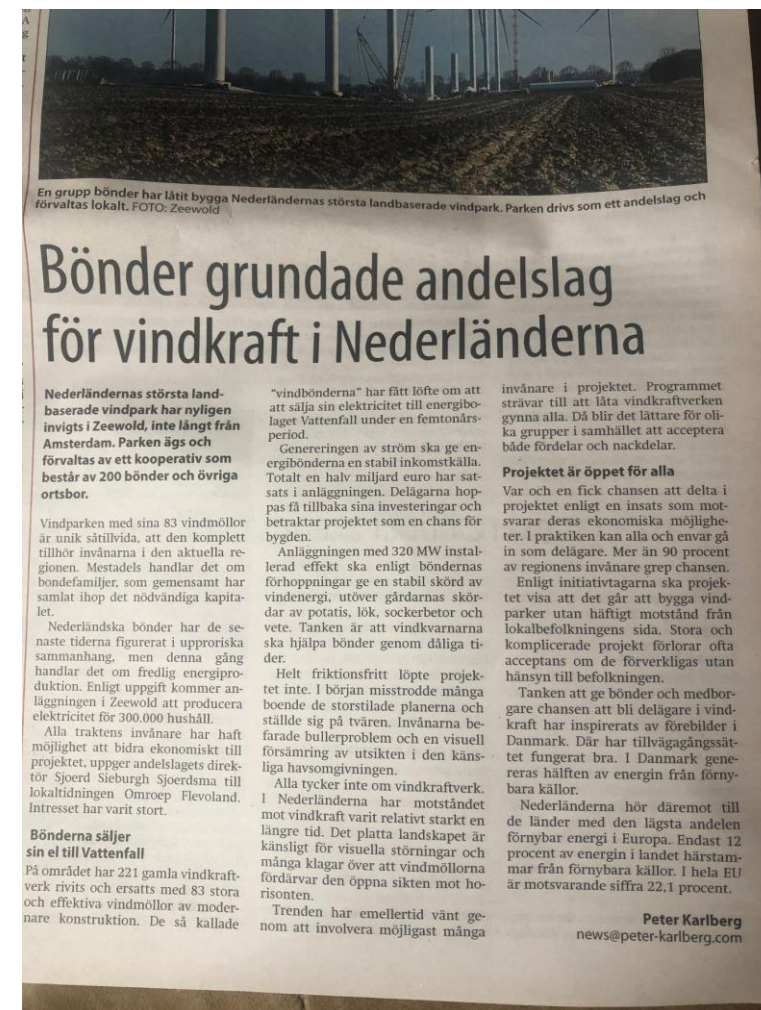 En grupp bönder har låtit bygga Nederländernas största landbaserade vindpark. Parken drivs som ett andelslag och
förvaltas lokalt. FOTO: Zeewold
Bönder grundade andelslag
för vindkraft i Nederländerna
Nederländernas största land-
baserade vindpark har nyligen
invigts i Zeewold, inte långt från
Amsterdam. Parken ägs och
förvaltas av ett kooperativ som
består av 200 bönder och övriga
ortsbor.
Vindparken med sina 83 vindmöllor
är unik såtillvida, att den komplett
tillhör invånarna i den aktuella re-
gionen. Mestadels handlar det om
bondefamiljer, som gemensamt har
samlat ihop det nödvändiga kapita-
let.
Nederländska bönder har de se-
naste tiderna figurerat i upproriska
sammanhang, men denna gång
handlar det om fredlig energipro-
duktion. Enligt uppgift kommer an-
läggningen i Zeewold att producera
elektricitet för 300.000 hushåll.
Alla traktens invånare har haft
möjlighet att bidra ekonomiskt till
projektet, uppger andelslagets direk-
tör Sjoerd Sieburgh Sjoerdsma till
lokaltidningen Omroep Flevoland.
Intresset har varit stort.
Bönderna säljer
sin el till Vattenfall
På området har 221 gamla vindkraft-
verk rivits och ersatts med 83 stora
och effektiva vindmöllor av moder-
nare konstruktion. De så kallade
"vindbönderna" har fått löfte om att
att sälja sin elektricitet till energibo-
laget Vattenfall under en femtonårs-
period.
Genereringen av ström ska ge en-
ergibönderna en stabil inkomstkälla.
Totalt en halv miljard euro har sat-
sats i anläggningen. Delägarna hop-
pas få tillbaka sina investeringar och
betraktar projektet som en chans för
bygden.
Anläggningen med 320 MW instal-
lerad effekt ska enligt böndernas
förhoppningar ge en stabil skörd av
vindenergi, utöver gårdarnas skör-
dar av potatis, lök, sockerbetor och
vete. Tanken är att vindkvarnarna
ska hjälpa bönder genom dåliga ti-
der.
Helt friktionsfritt löpte projek-
tet inte. I början misstrodde många
boende de storstilade planerna och
ställde sig på tvären. Invånarna be-
farade bullerproblem och en visuell
försämring av utsikten i den käns-
liga havsomgivningen.
Alla tycker inte om vindkraftverk.
I Nederländerna har motståndet
mot vindkraft varit relativt starkt en
längre tid. Det platta landskapet är
känsligt för visuella störningar och
många klagar över att vindmöllorna
fördärvar den öppna sikten mot ho-
risonten.
Trenden har emellertid vänt ge-
nom att involvera möjligast många
invånare i projektet. Programmet
strävar till att låta vindkraftverken
gynna alla. Då blir det lättare för oli-
ka grupper i samhället att acceptera
både fördelar och nackdelar.
Projektet är öppet för alla
Var och en fick chansen att delta i
projektet enligt en insats som mot-
svarar deras ekonomiska möjlighe-
ter. I praktiken kan alla och envar gå
in som delägare. Mer än 90 procent
av regionens invånare grep chansen.
Enligt initiativtagarna ska projek-
tet visa att det går att bygga vind-
parker utan häftigt motstånd från
lokalbefolkningens sida. Stora och
komplicerade projekt förlorar ofta
acceptans om de förverkligas utan
hänsyn till befolkningen.
Tanken att ge bönder och medbor-
gare chansen att bli delägare i vind-
kraft har inspirerats av förebilder i
Danmark. Där har tillvägagångssät-
tet fungerat bra. I Danmark gene-
reras hälften av energin från förny-
bara källor.
Nederländerna hör däremot till
de länder med den lägsta andelen
förnybar energi i Europa. Endast 12
procent av energin i landet härstam-
mar från förnybara källor. I hela EU
är motsvarande siffra 22,1 procent.
Peter Karlberg
news@peter-karlberg.com